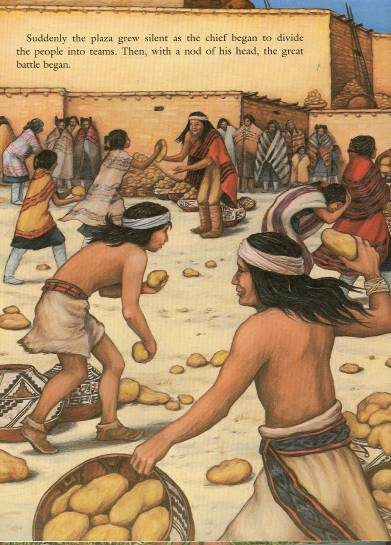 Suddenly the plaza grew silent as the chief began to divide
the people into teams. Then, with a nod of his head, the great
battle began.